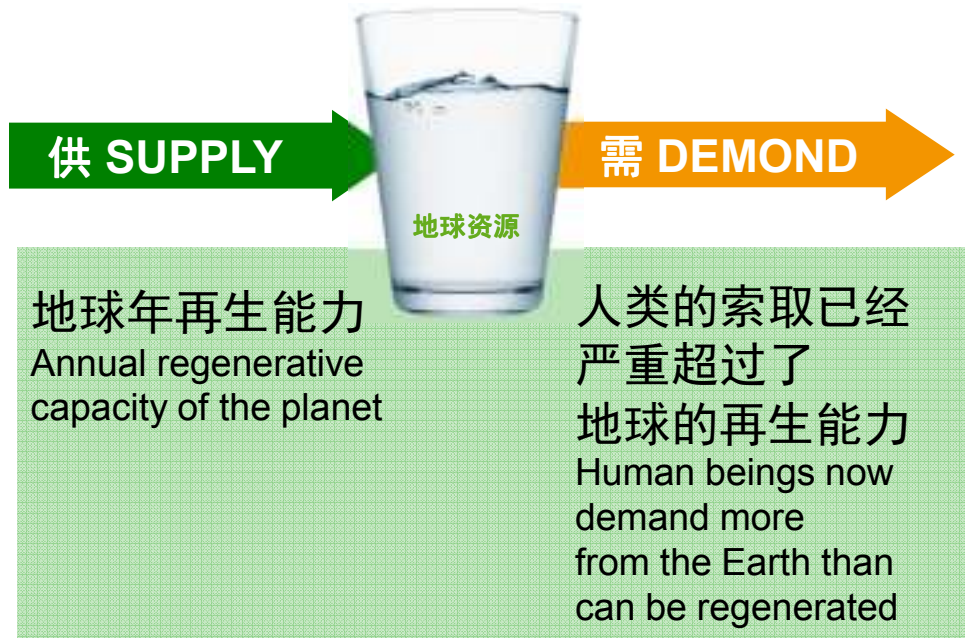 供 SUPPLY
需 DEMOND
地球资源
地球年再生能力
Annual regenerative
capacity of the planet
人类的索取已经
严重超过了
地球的再生能力
Human beings now
demand more
from the Earth than
can be regenerated